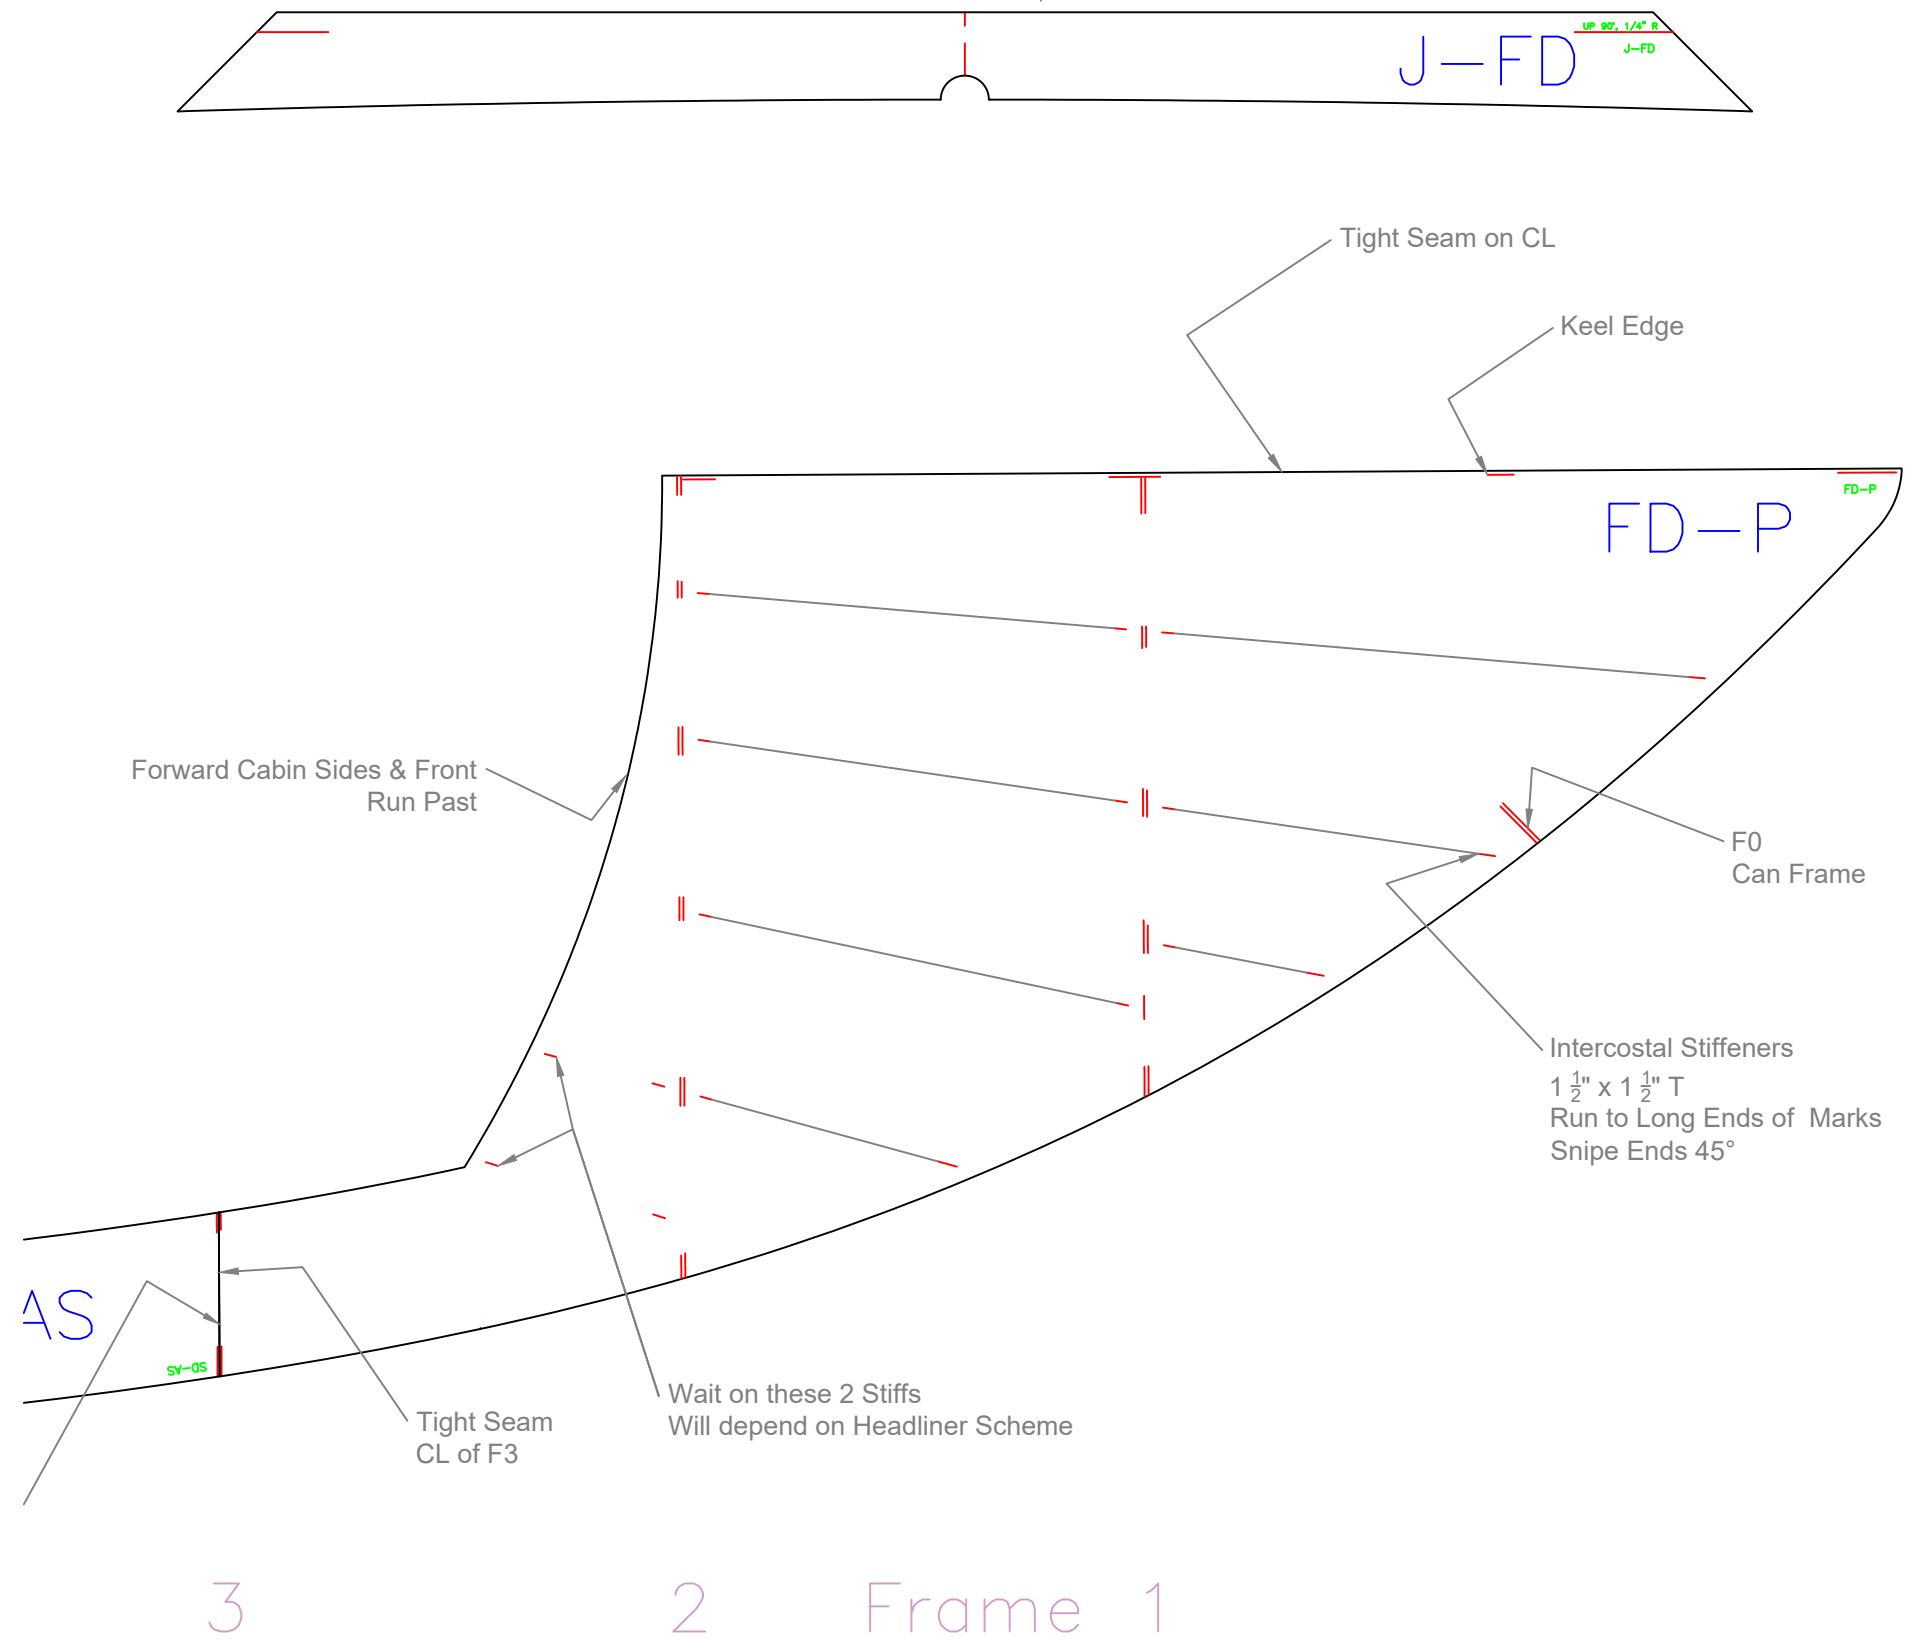 UP 90°, 1/4" R
J-FD
J-FD
Tight Seam on CL
Keel Edge
FD-P
FD-P
Forward Cabin Sides & Front
Run Past
F0
Can Frame
Intercostal Stiffeners
1 1/2" x 1 1/2" T
Run to Long Ends of Marks
Snipe Ends 45°
AS
SD-AS
Wait on these 2 Stiffs
Will depend on Headliner Scheme
Tight Seam
CL of F3
3 2 Frame 1